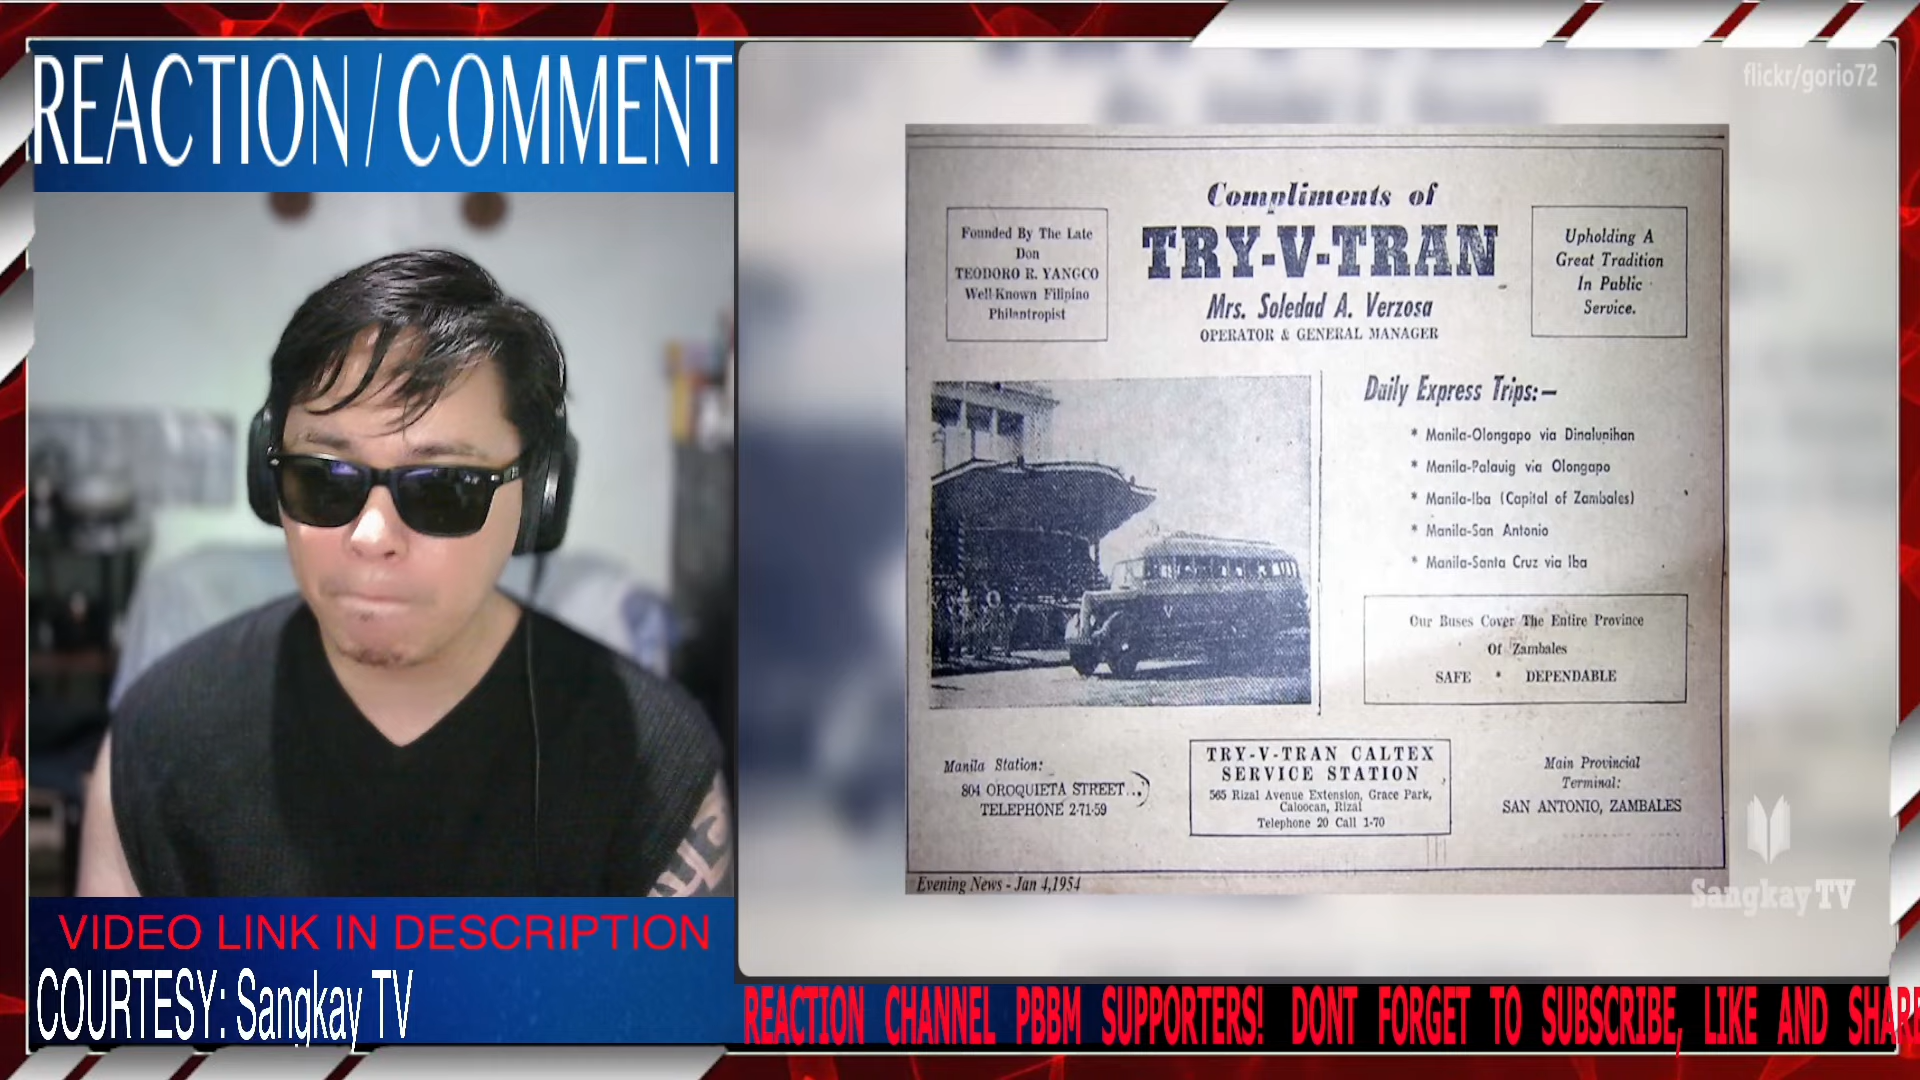 REACTION / COMMENT
flickr/gorio72
Compliments of
TRY-V-TRAN
Mrs. Soledad A. Verzosa
OPERATOR & GENERAL MANAGER
Founded By The Late
Don
TEODORO R. YANGCO
Well-Known Filipino
Philantropist
Upholding A
Great Tradition
In Public
Service.
Daily Express Trips:—
* Manila-Olongapo via Dinalupihan
* Manila-Palauig via Olongapo
* Manila-Iba (Capital of Zambales)
* Manila-San Antonio
* Manila-Santa Cruz via Iba
V
Our Buses Cover The Entire Province
Of Zambales
SAFE * DEPENDABLE
Manila Station:
804 OROQUIETA STREET
TELEPHONE 2-71-59
TRY-V-TRAN CALTEX
SERVICE STATION
565 Rizal Avenue Extension, Grace Park,
Caloocan, Rizal
Telephone 20 Call 1-70
Main Provincial
Terminal:
SAN ANTONIO, ZAMBALES
Evening News - Jan 4,1954
Sangkay TV
VIDEO LINK IN DESCRIPTION
COURTESY: Sangkay TV
REACTION CHANNEL PBBM SUPPORTERS! DONT FORGET TO SUBSCRIBE, LIKE AND SHARE